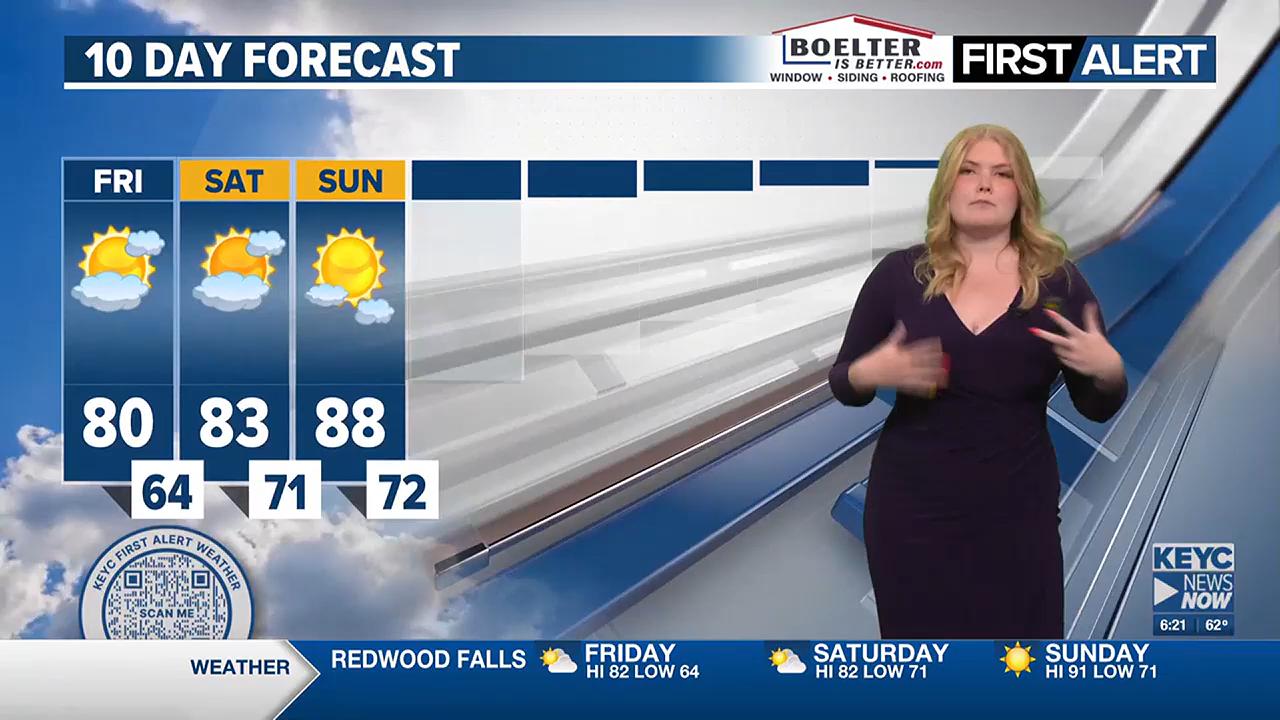 10 DAY FORECAST
BOELTER
IS BETTER.com
WINDOW • SIDING • ROOFING
FIRST ALERT
FRI
SAT
SUN
80
83
88
64
71
72
KEYC FIRST ALERT WEATHER
SCAN ME
KEYC
NEWS
NOW
6:21 62°
WEATHER
REDWOOD FALLS
FRIDAY
HI 82 LOW 64
SATURDAY
HI 82 LOW 71
SUNDAY
HI 91 LOW 71